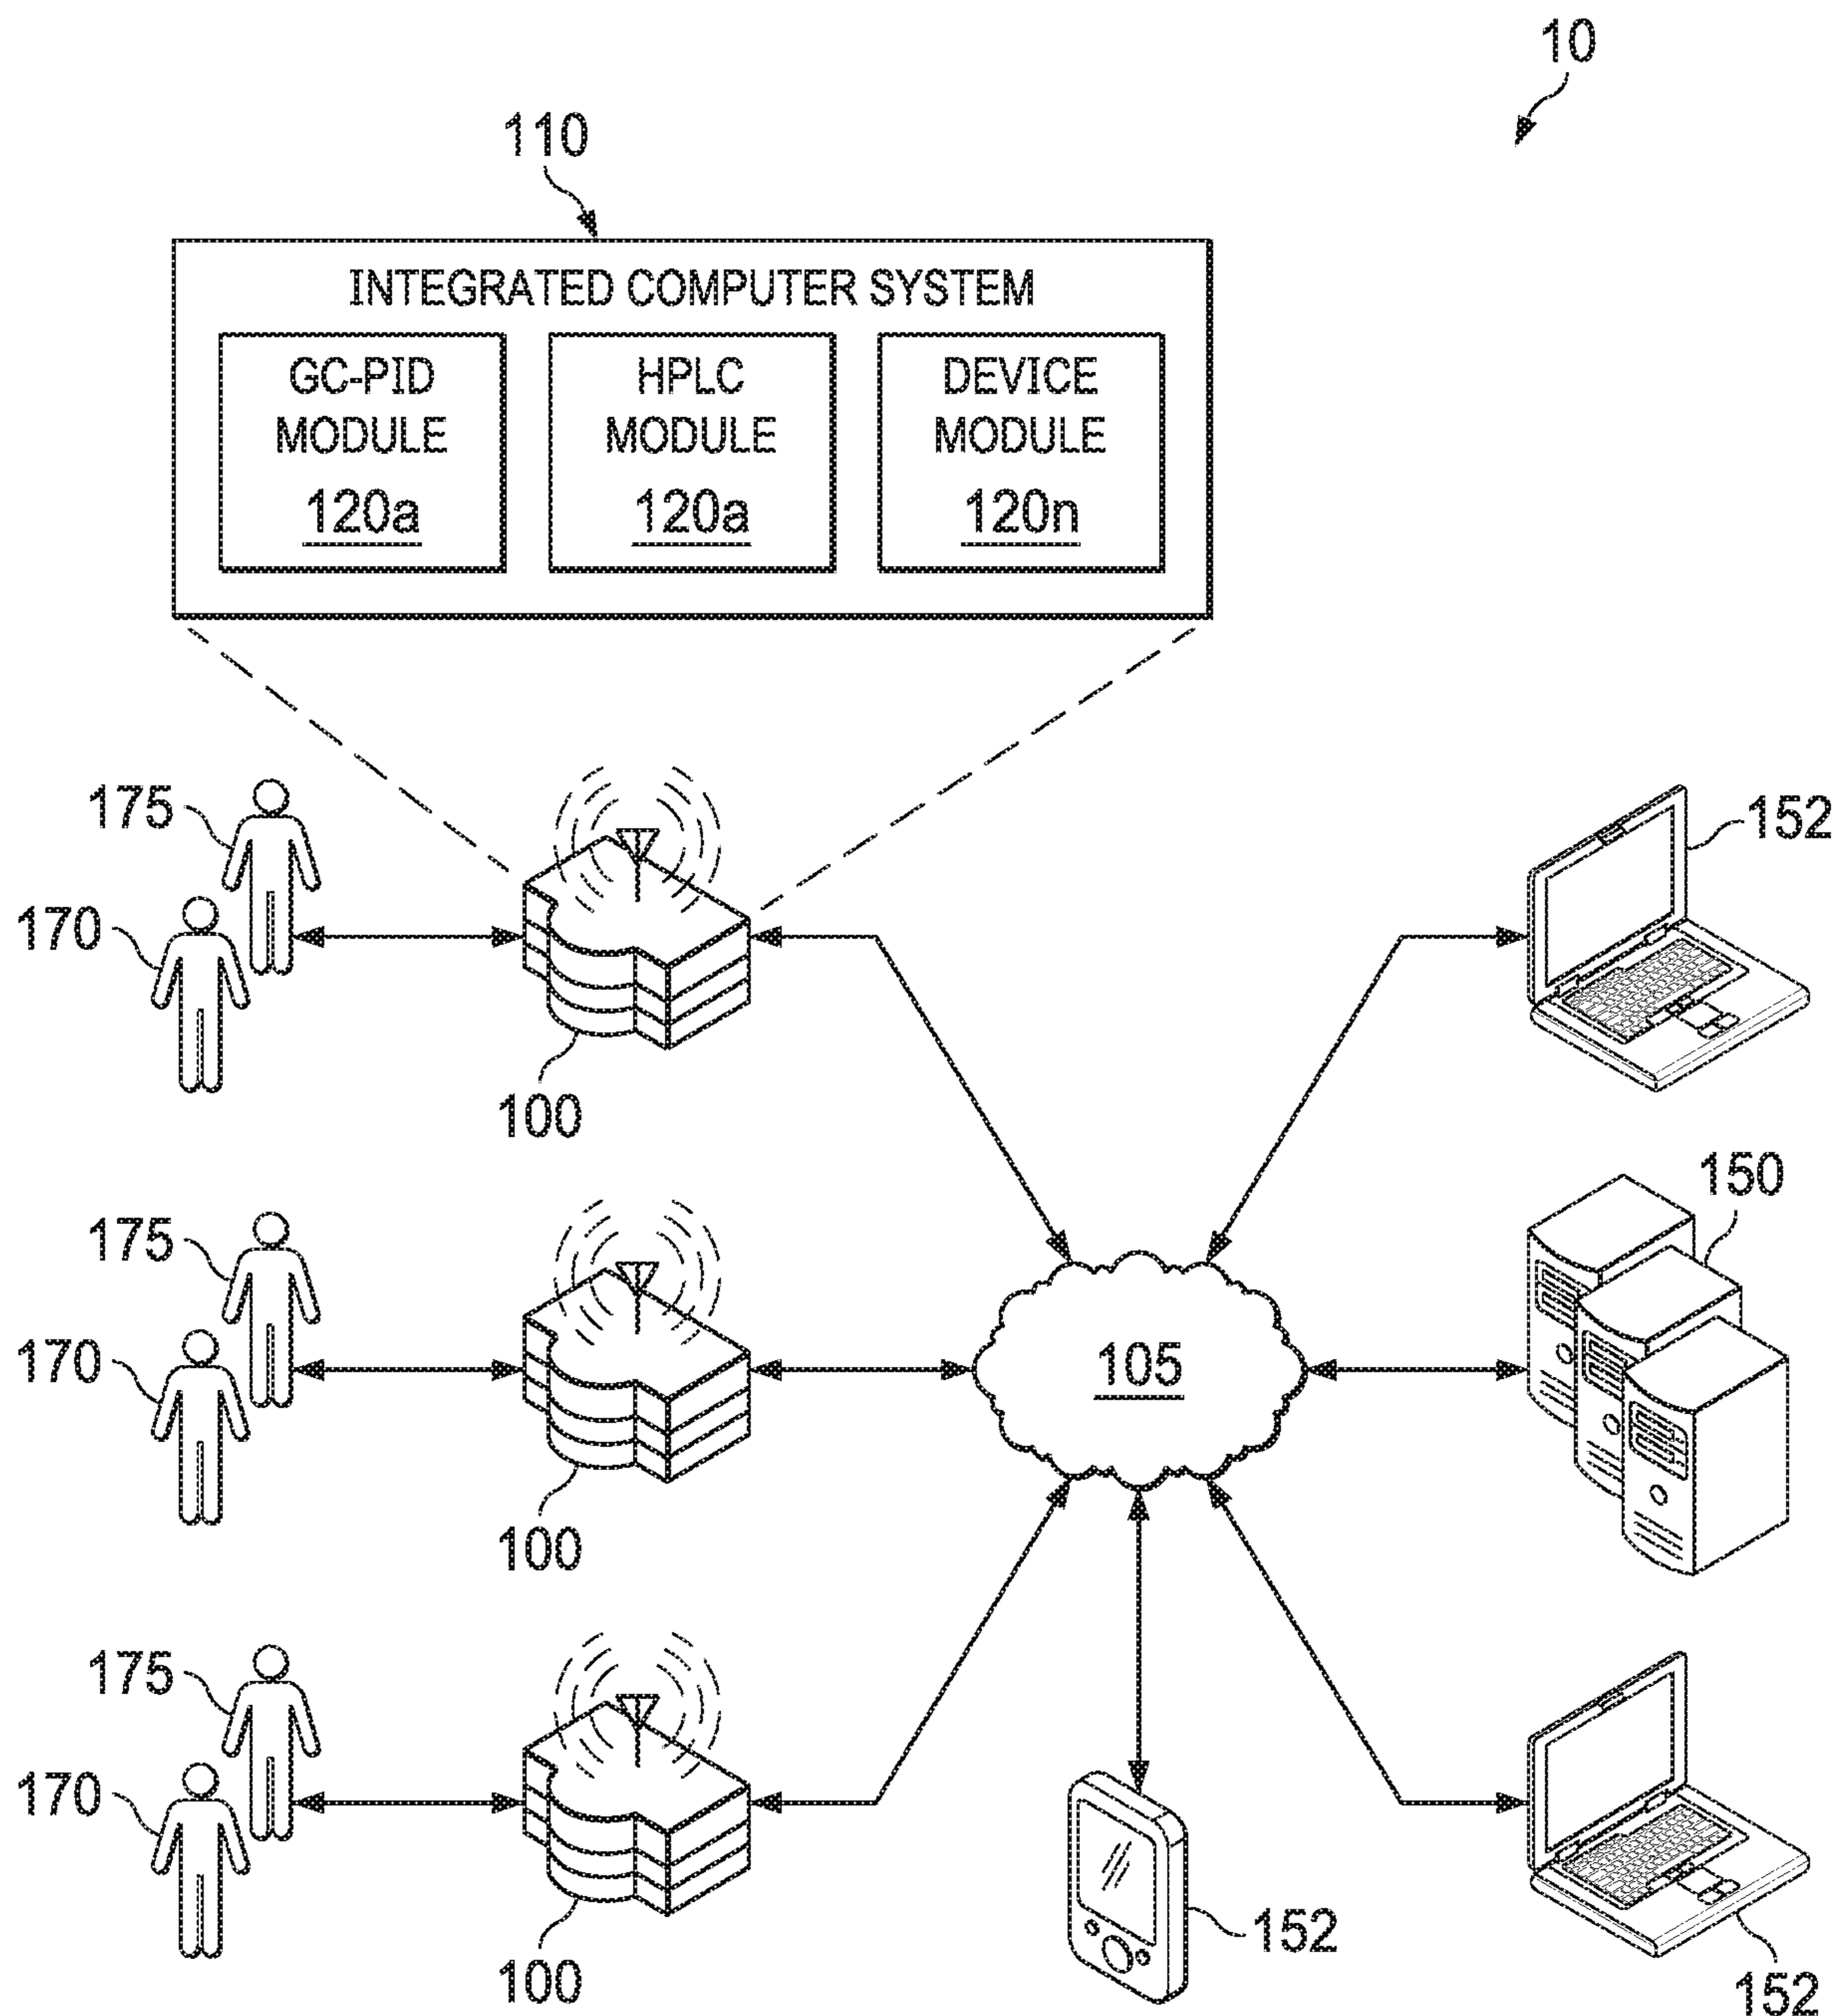 10
110
INTEGRATED COMPUTER SYSTEM
GC-PID
MODULE
120a
HPLC
MODULE
120a
DEVICE
MODULE
120n
175
170
100
152
175
170
100
105
150
175
170
100
152
152